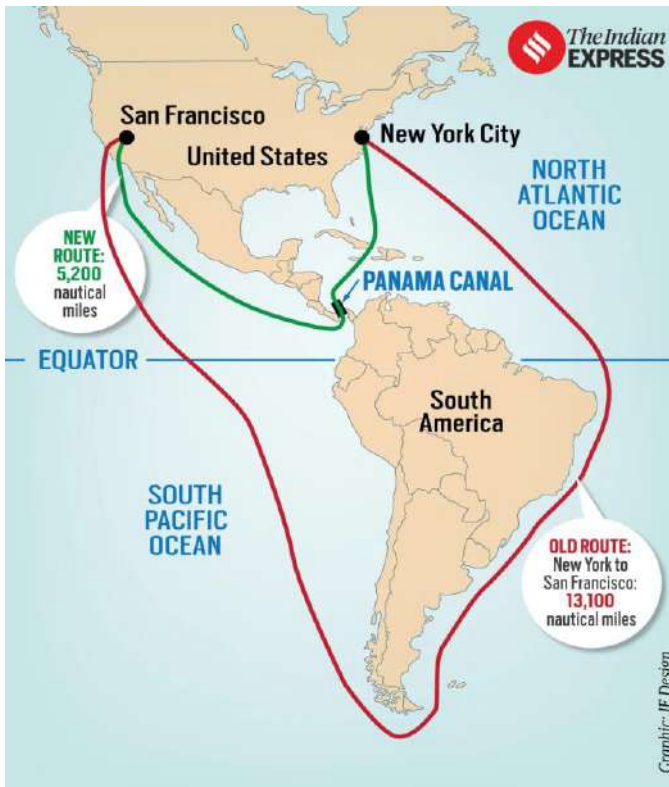 The Indian
EXPRESS
San Francisco
New York City
United States
NORTH
ATLANTIC
OCEAN
NEW
ROUTE:
5,200
nautical
miles
PANAMA CANAL
EQUATOR
South
America
SOUTH
PACIFIC
OCEAN
OLD ROUTE:
New York to
San Francisco:
13,100
nautical miles
Graphic: IE Design